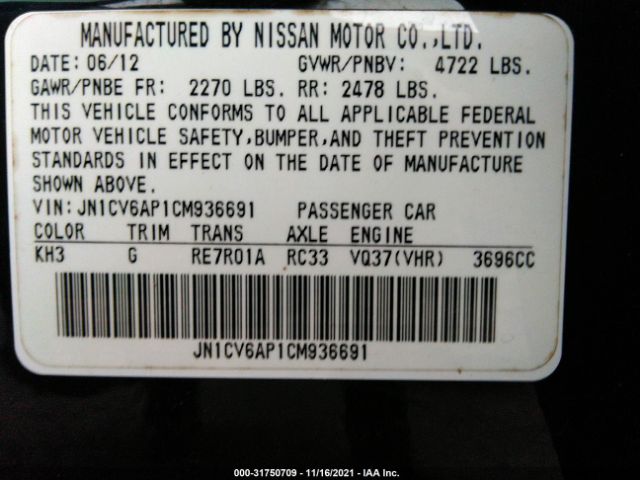 MANUFACTURED BY NISSAN MOTOR CO.,LTD.
DATE: 06/12 GVWR/PNBV: 4722 LBS.
GAWR/PNBE FR: 2270 LBS. RR: 2478 LBS.
THIS VEHICLE CONFORMS TO ALL APPLICABLE FEDERAL
MOTOR VEHICLE SAFETY,BUMPER,AND THEFT PREVENTION
STANDARDS IN EFFECT ON THE DATE OF MANUFACTURE
SHOWN ABOVE.
VIN:JN1CV6AP1CM936691 PASSENGER CAR
COLOR TRIM TRANS AXLE ENGINE
KH3 G RE7R01A RC33 VQ37(VHR) 3696CC
JN1CV6AP1CM936691
000-31750709 - 11/16/2021 - IAA Inc.